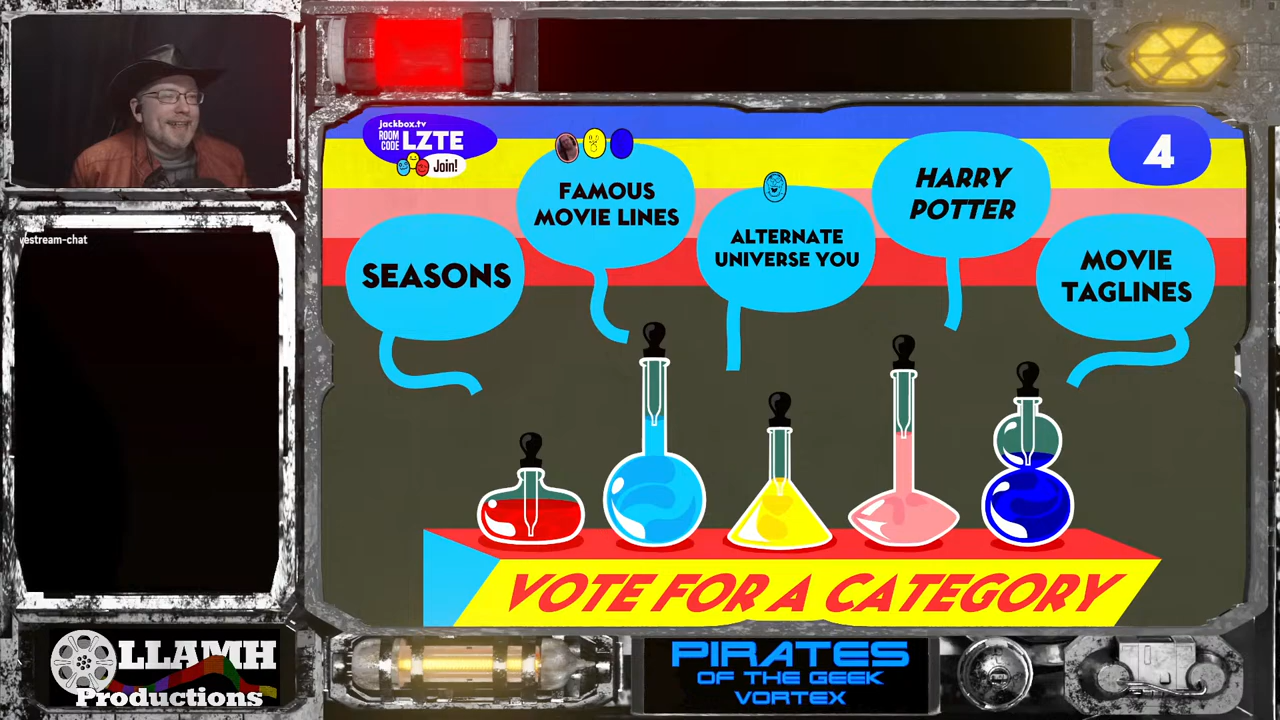 jackbox.tv
ROOM
CODE
LZTE
Join!
4
FAMOUS
MOVIE LINES
HARRY
POTTER
ALTERNATE
UNIVERSE YOU
SEASONS
MOVIE
TAGLINES
vestream-chat
VOTE FOR A CATEGORY
LLAMH
Productions
PIRATES
OF THE GEEK
VORTEX